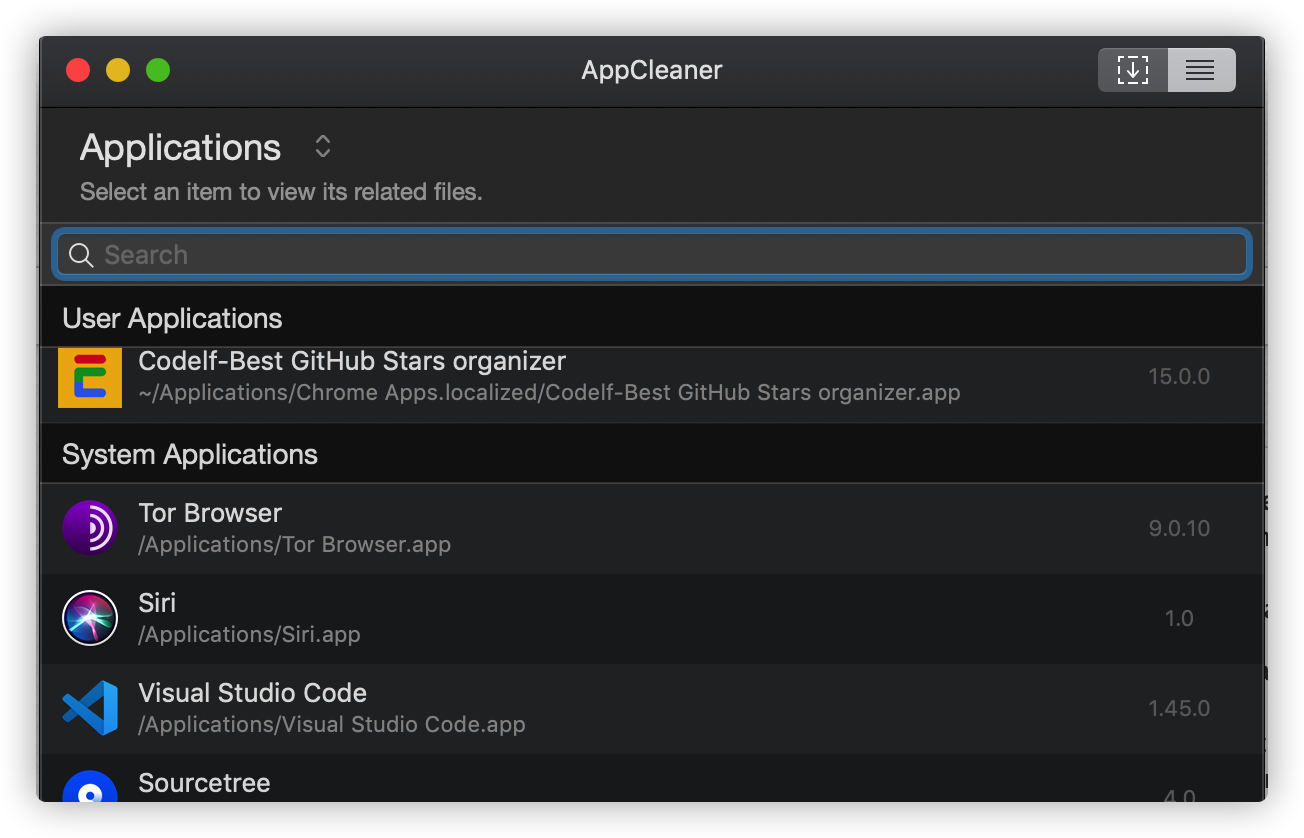 AppCleaner
Applications
Select an item to view its related files.
Search
User Applications
Codelf-Best GitHub Stars organizer
~/Applications/Chrome Apps.localized/Codelf-Best GitHub Stars organizer.app
15.0.0
System Applications
Tor Browser
/Applications/Tor Browser.app
9.0.10
Siri
/Applications/Siri.app
1.0
Visual Studio Code
/Applications/Visual Studio Code.app
1.45.0
Sourcetree
4.0